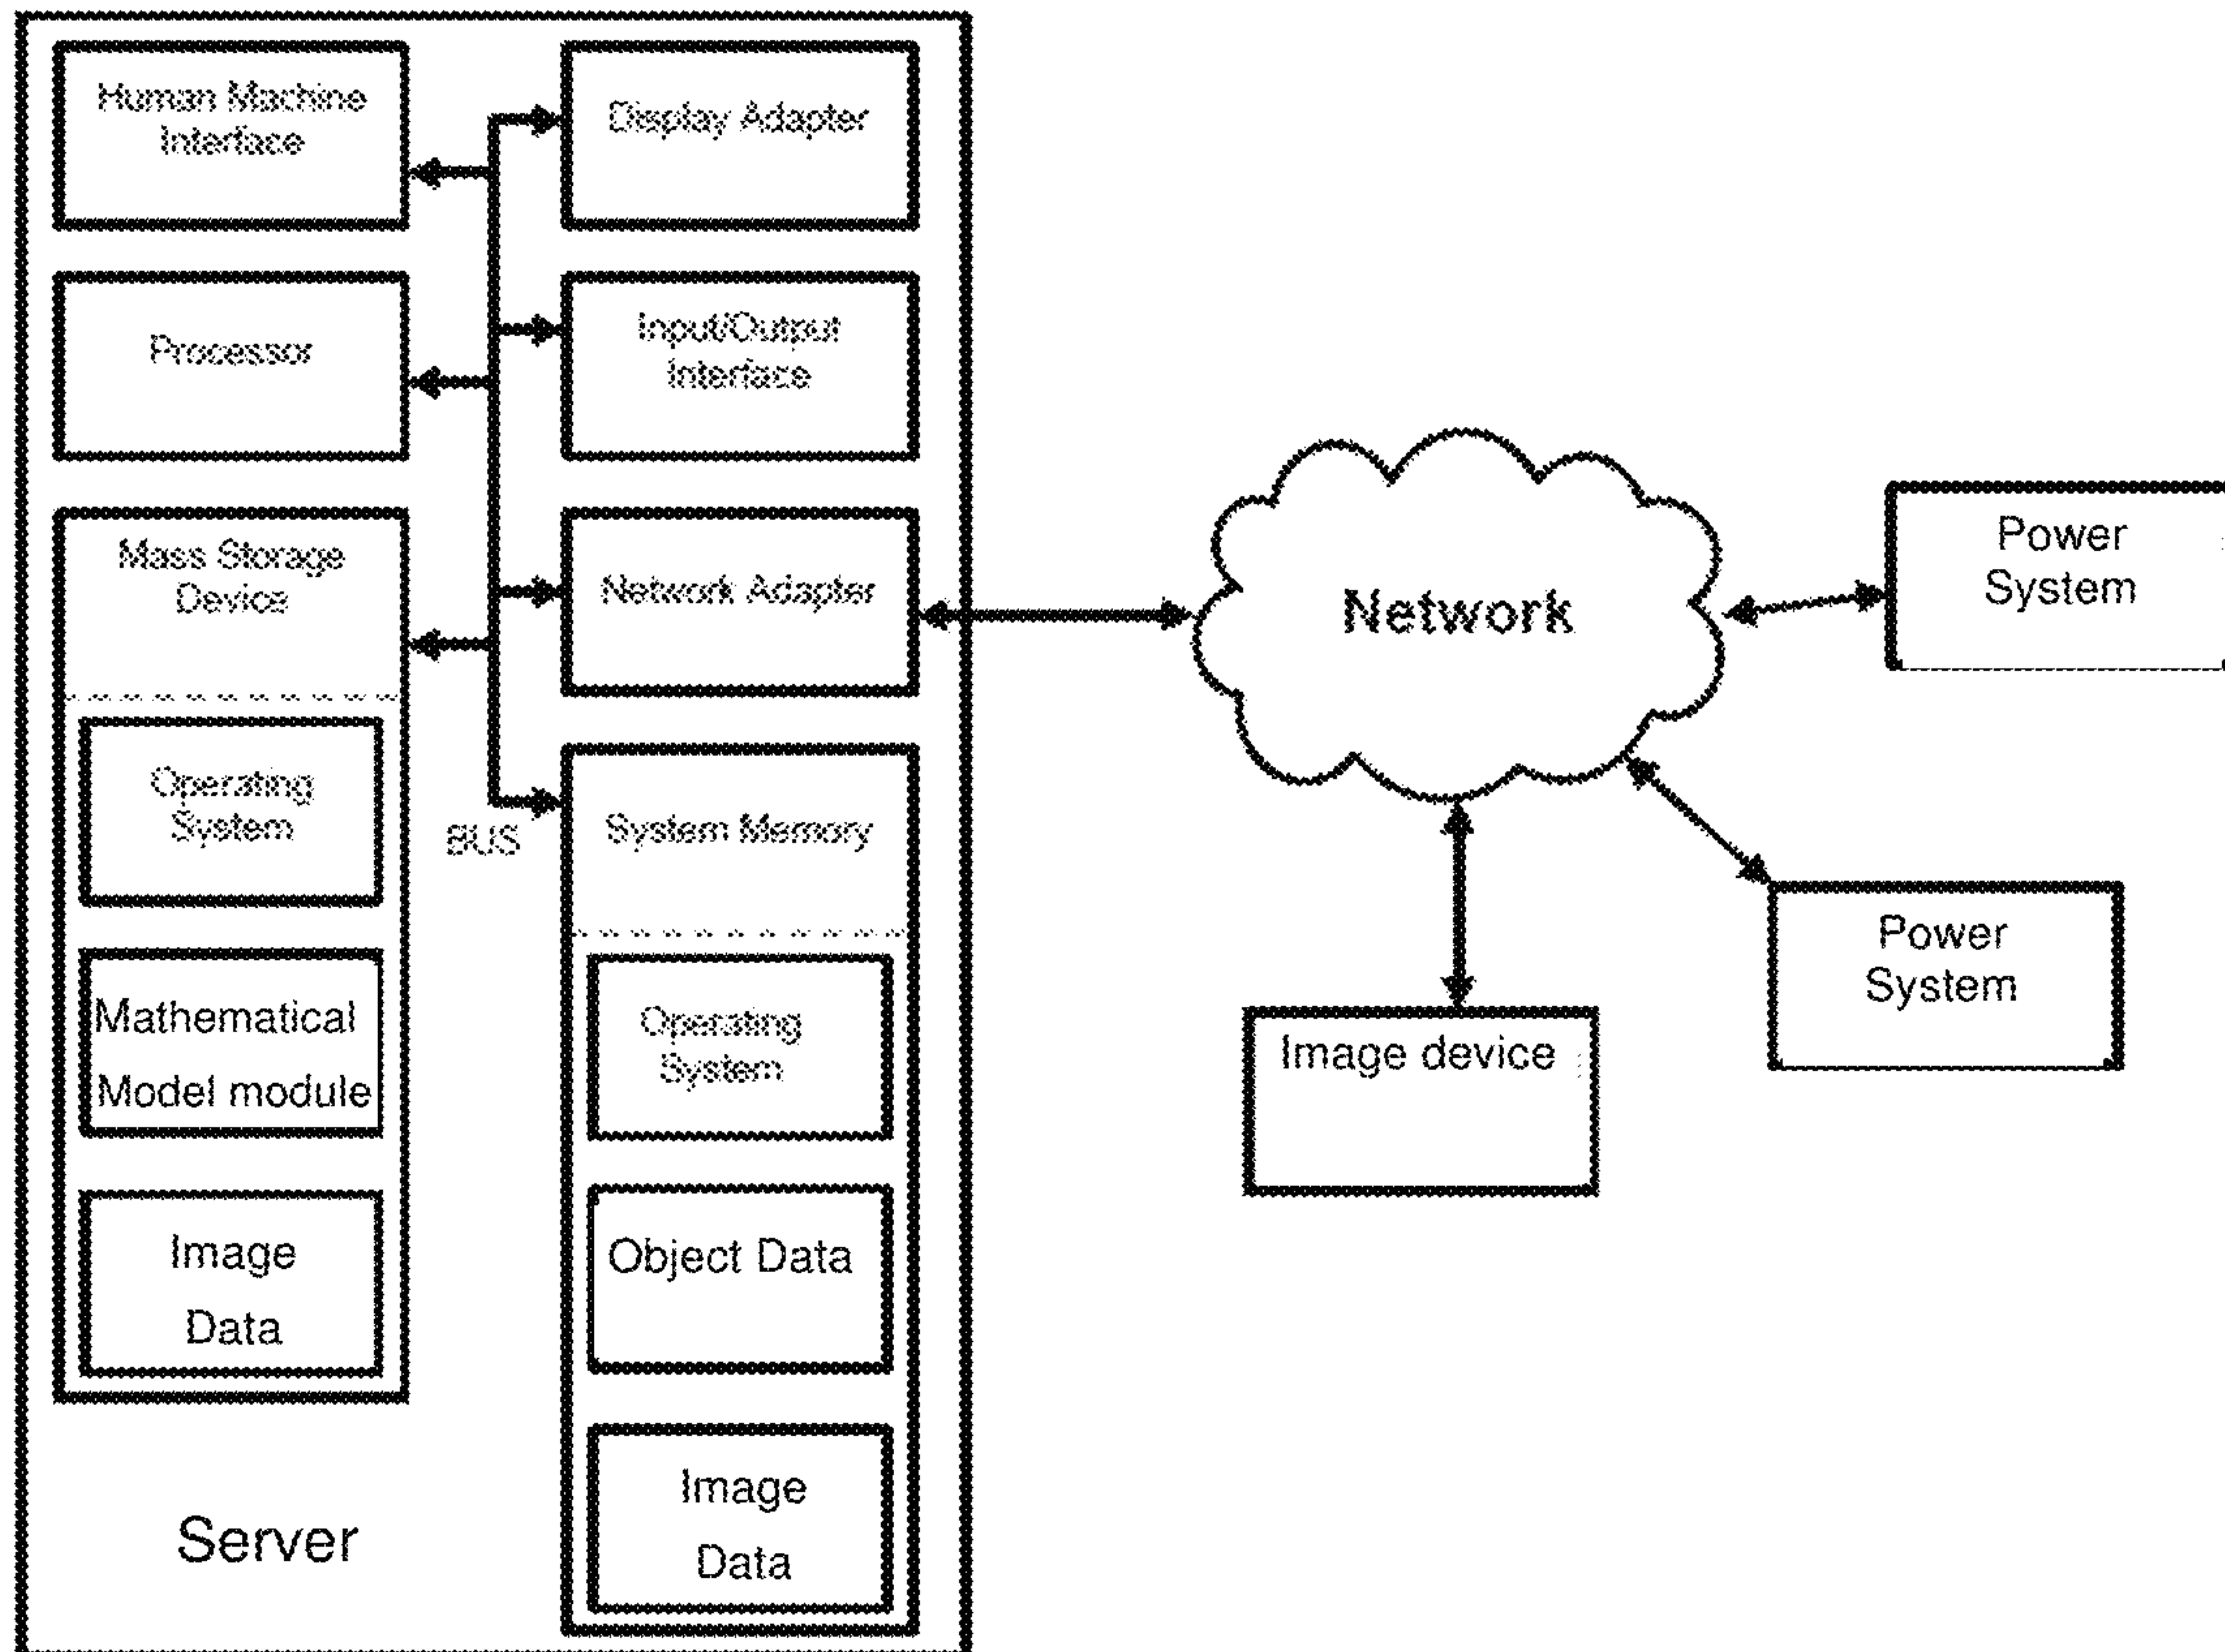 Human Machine
Interface
Display Adapter
Processor
Input/Output
Interface
Mass Storage
Device
Network Adapter
Operating
System
BUS
System Memory
Mathematical
Model module
Operating
System
Image
Data
Object Data
Image
Data
Server
Network
Power
System
Power
System
Image device